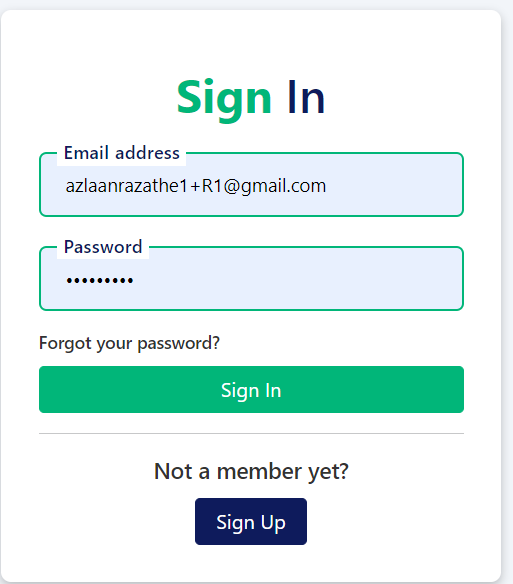 Sign In
Email address
azlaanrazathe1+R1@gmail.com
Password
•••••••••
Forgot your password?
Sign In
Not a member yet?
Sign Up